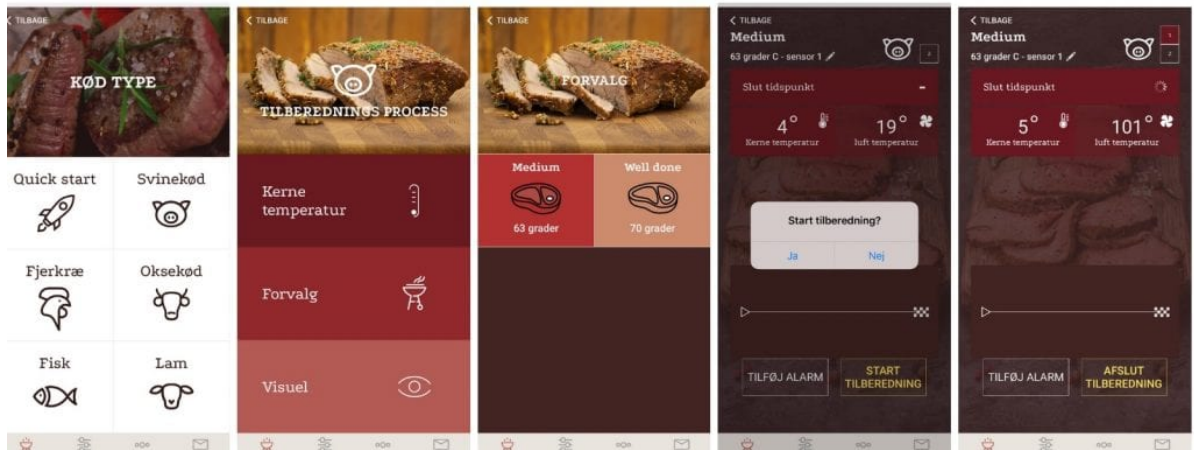 TILBAGE
KØD TYPE
Quick start
Svinekød
Fjerkræ
Oksekød
Fisk
Lam
TILBAGE
TILBEREDNINGS PROCESS
Kerne
temperatur
Forvalg
Visuel
TILBAGE
FORVALG
Medium
63 grader
Well done
70 grader
TILBAGE
Medium
63 grader C - sensor 1
2
Slut tidspunkt -
4°
Kerne temperatur
19°
luft temperatur
Start tilberedning?
Ja Nej
TILFØJ ALARM
START
TILBEREDNING
TILBAGE
Medium
63 grader C - sensor 1
1
2
Slut tidspunkt
5°
Kerne temperatur
101°
luft temperatur
TILFØJ ALARM
AFSLUT
TILBEREDNING